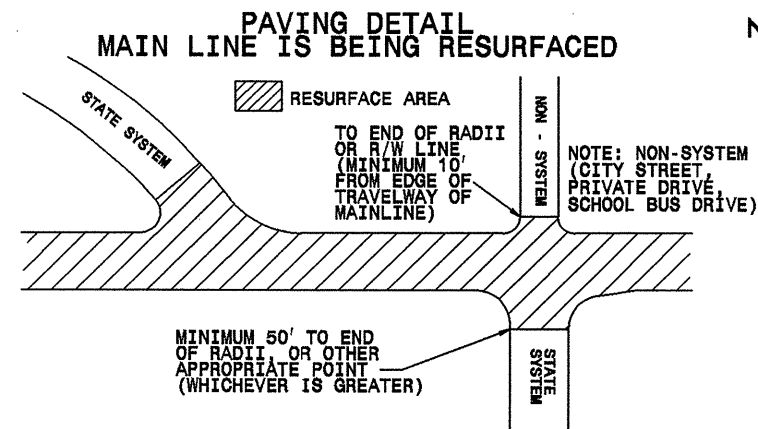 PAVING DETAIL
MAIN LINE IS BEING RESURFACED
STATE SYSTEM
RESURFACE AREA
TO END OF RADII
OR R/W LINE
(MINIMUM 10'
FROM EDGE OF
TRAVELWAY OF
MAINLINE)
NON - SYSTEM
NOTE: NON-SYSTEM
(CITY STREET,
PRIVATE DRIVE,
SCHOOL BUS DRIVE)
MINIMUM 50' TO END
OF RADII, OR OTHER
APPROPRIATE POINT
(WHICHEVER IS GREATER)
STATE
SYSTEM